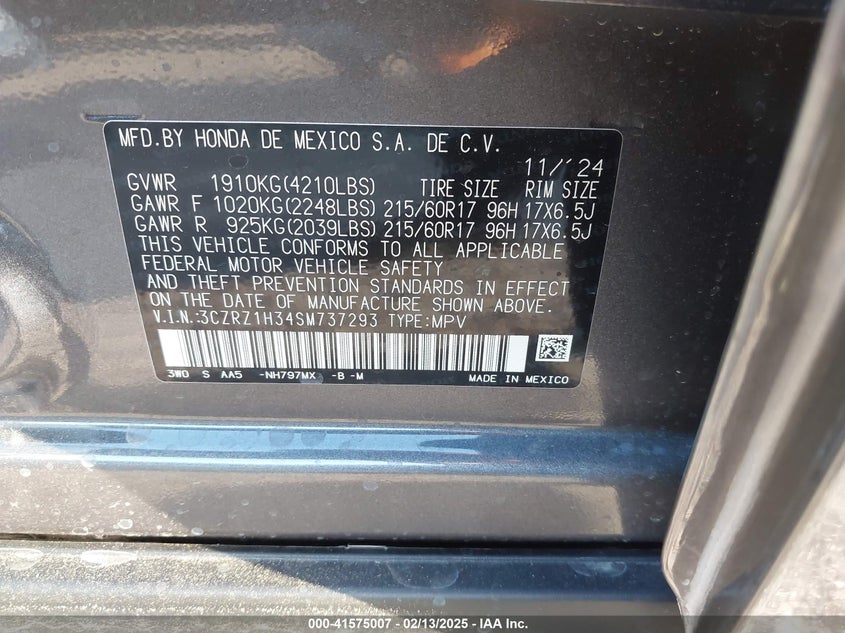 MFD.BY HONDA DE MEXICO S.A. DE C.V.
11/'24
GVWR 1910KG(4210LBS) TIRE SIZE RIM SIZE
GAWR F 1020KG(2248LBS) 215/60R17 96H 17X6.5J
GAWR R 925KG(2039LBS) 215/60R17 96H 17X6.5J
THIS VEHICLE CONFORMS TO ALL APPLICABLE
FEDERAL MOTOR VEHICLE SAFETY
AND THEFT PREVENTION STANDARDS IN EFFECT
ON THE DATE OF MANUFACTURE SHOWN ABOVE.
V.I.N.:3CZRZ1H34SM737293 TYPE:MPV
3W0 S AA5 -NH797MX -B -M MADE IN MEXICO
000-41575007 - 02/13/2025 - IAA Inc.